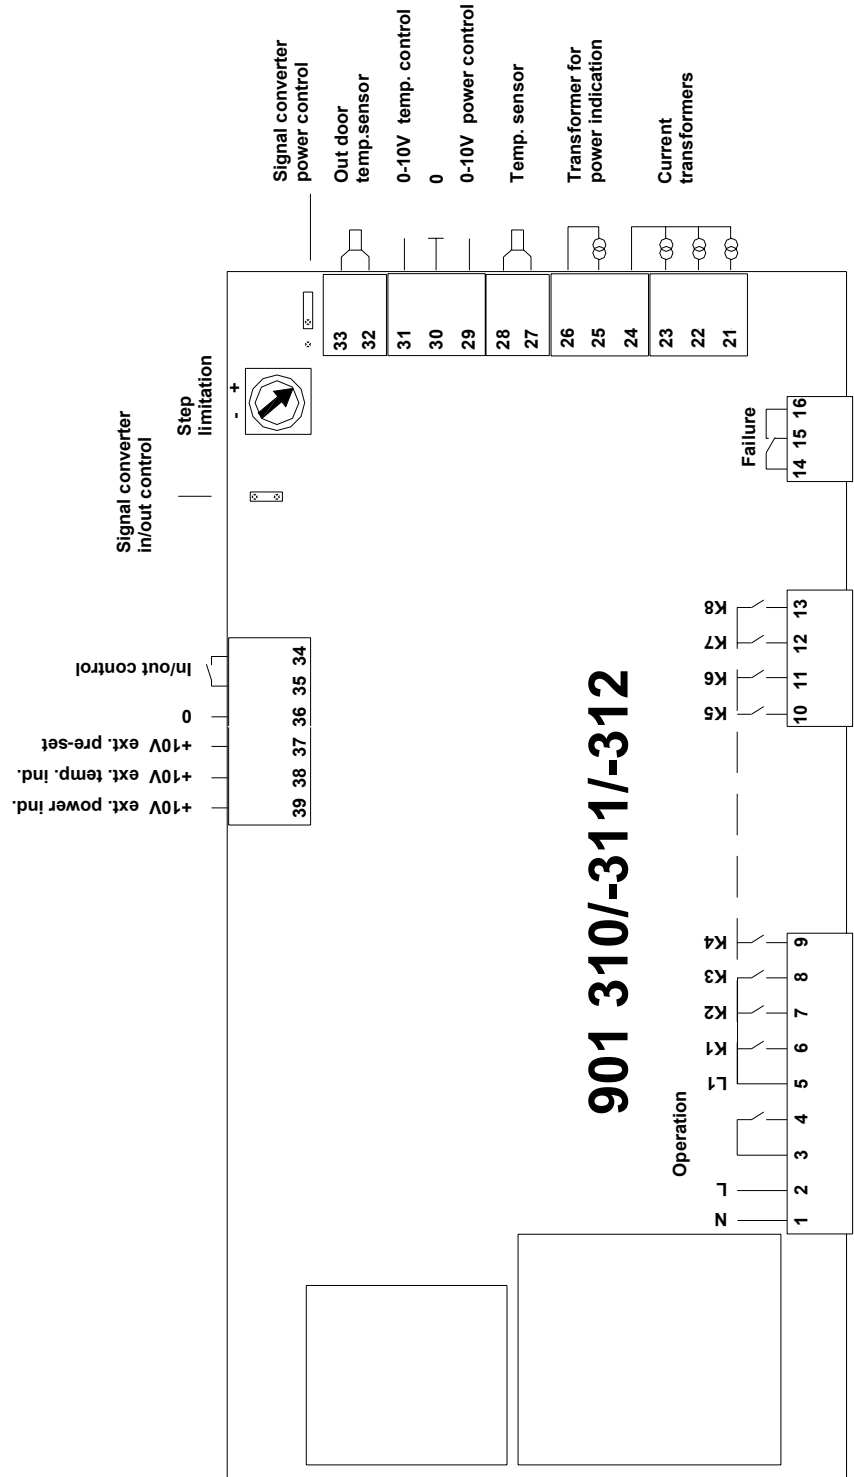 Signal converter
power control
Out door
temp.sensor
0-10V temp. control
0
0-10V power control
Temp. sensor
Transformer for
power indication
Current
transformers
33
32
31
30
29
28
27
26
25
24
23
22
21
Step
limitation
- +
Signal converter
in/out control
Failure
14
15
16
In/out control
0
+10V ext. pre-set
+10V ext. temp. ind.
+10V ext. power ind.
34
35
36
37
38
39
K8
K7
K6
K5
13
12
11
10
901 310/-311/-312
K4
K3
K2
K1
L1
Operation
L
N
9
8
7
6
5
4
3
2
1